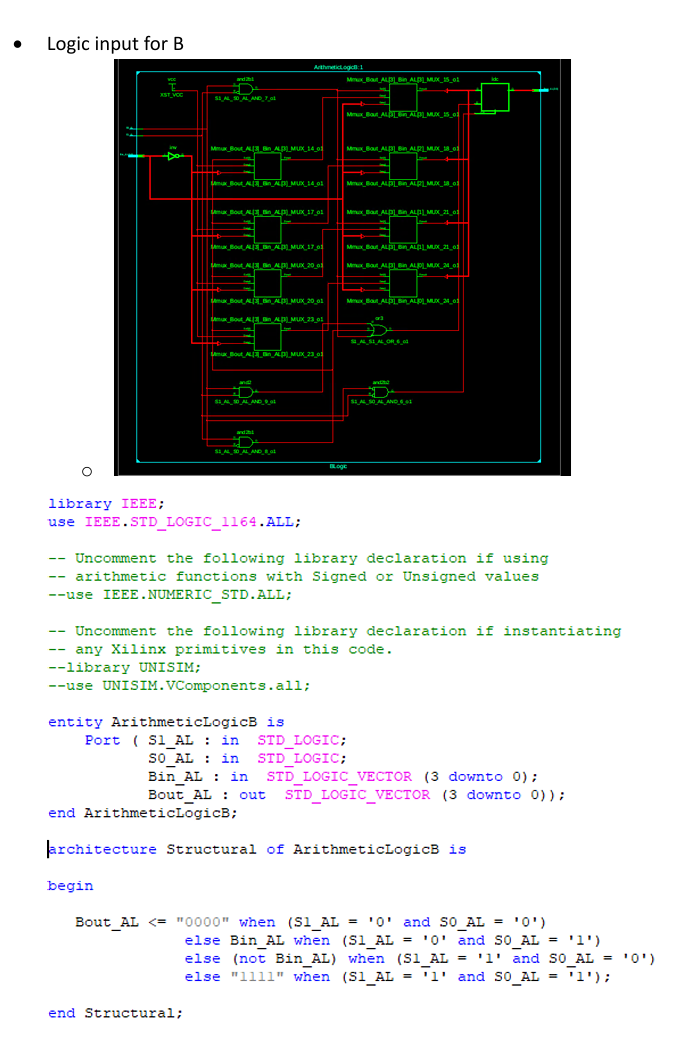 Logic input for B
ArithmeticLogicB:1
vcc
XST_VCC
and2b1
S1_AL_S0_AL_AND_7_o1
Mmux_Bout_AL[3]_Bin_AL[3]_MUX_15_o1
Mmux_Bout_AL[3]_Bin_AL[3]_MUX_15_o1
inv
Mmux_Bout_AL[3]_Bin_AL[3]_MUX_14_o1
Mmux_Bout_AL[3]_Bin_AL[3]_MUX_14_o1
Mmux_Bout_AL[3]_Bin_AL[2]_MUX_18_o1
Mmux_Bout_AL[3]_Bin_AL[2]_MUX_18_o1
Mmux_Bout_AL[3]_Bin_AL[3]_MUX_17_o1
Mmux_Bout_AL[3]_Bin_AL[3]_MUX_17_o1
Mmux_Bout_AL[3]_Bin_AL[1]_MUX_21_o1
Mmux_Bout_AL[3]_Bin_AL[1]_MUX_21_o1
Mmux_Bout_AL[3]_Bin_AL[3]_MUX_20_o1
Mmux_Bout_AL[3]_Bin_AL[3]_MUX_20_o1
Mmux_Bout_AL[3]_Bin_AL[0]_MUX_24_o1
Mmux_Bout_AL[3]_Bin_AL[0]_MUX_24_o1
Mmux_Bout_AL[3]_Bin_AL[3]_MUX_23_o1
Mmux_Bout_AL[3]_Bin_AL[3]_MUX_23_o1
or3
S1_AL_S1_AL_OR_6_o1
and2
S1_AL_S0_AL_AND_9_o1
and2b2
S1_AL_S0_AL_AND_6_o1
and2b1
S1_AL_S0_AL_AND_8_o1
BLogic
library IEEE;
use IEEE.STD_LOGIC_1164.ALL;
-- Uncomment the following library declaration if using
-- arithmetic functions with Signed or Unsigned values
--use IEEE.NUMERIC_STD.ALL;
-- Uncomment the following library declaration if instantiating
-- any Xilinx primitives in this code.
--library UNISIM;
--use UNISIM.VComponents.all;
entity ArithmeticLogicB is
Port ( S1_AL : in STD_LOGIC;
S0_AL : in STD_LOGIC;
Bin_AL : in STD_LOGIC_VECTOR (3 downto 0);
Bout_AL : out STD_LOGIC_VECTOR (3 downto 0));
end ArithmeticLogicB;
architecture Structural of ArithmeticLogicB is
begin
Bout_AL <= "0000" when (S1_AL = '0' and S0_AL = '0')
else Bin_AL when (S1_AL = '0' and S0_AL = '1')
else (not Bin_AL) when (S1_AL = '1' and S0_AL = '0')
else "1111" when (S1_AL = '1' and S0_AL = '1');
end Structural;